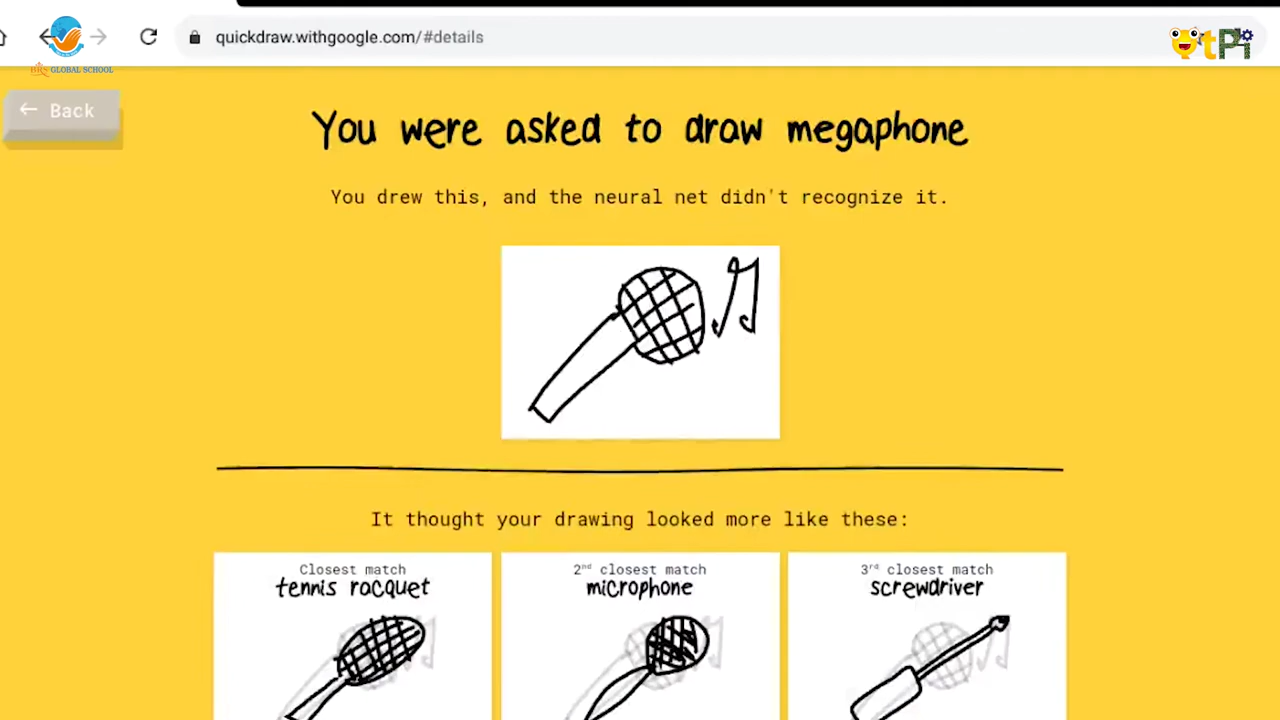 quickdraw.withgoogle.com/#details
BRS GLOBAL SCHOOL
tPi
← Back
You were asked to draw megaphone
You drew this, and the neural net didn't recognize it.
It thought your drawing looked more like these:
Closest match
tennis racquet
2nd closest match
microphone
3rd closest match
screwdriver